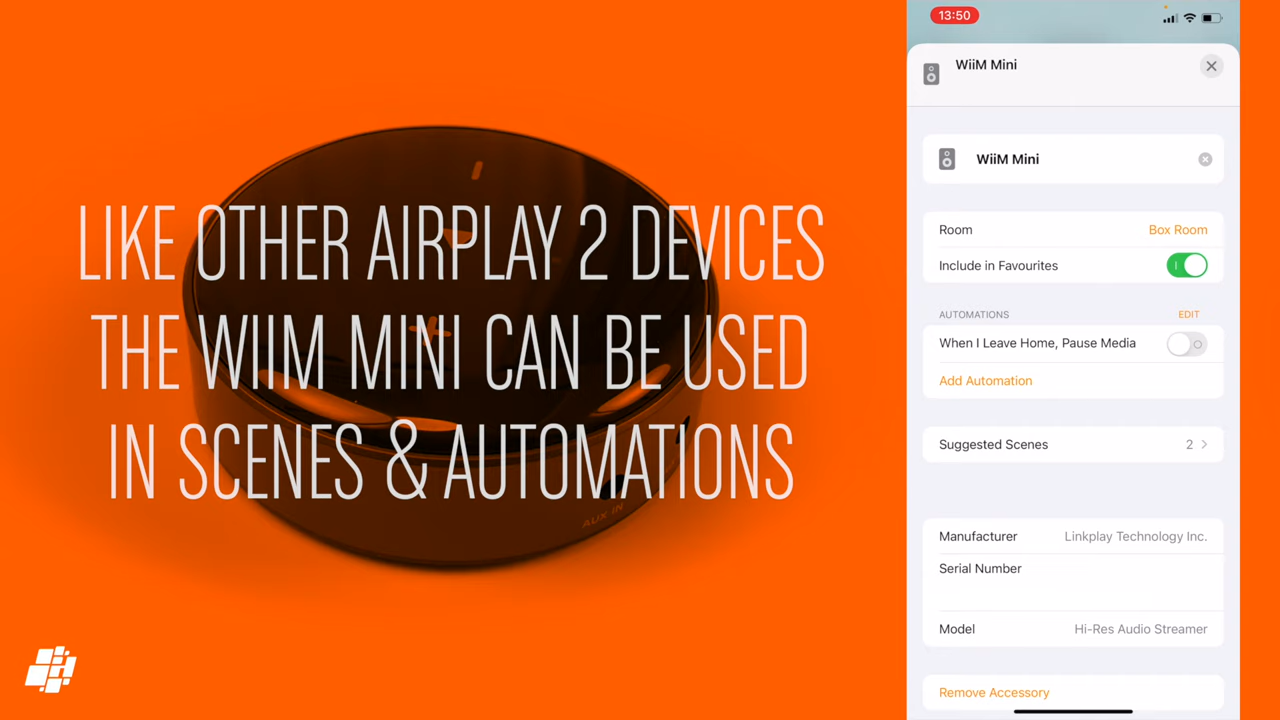 LIKE OTHER AIRPLAY 2 DEVICES
THE WIIM MINI CAN BE USED
IN SCENES & AUTOMATIONS
AUX IN
13:50
WiiM Mini
WiiM Mini
Room Box Room
Include in Favourites
AUTOMATIONS EDIT
When I Leave Home, Pause Media
Add Automation
Suggested Scenes 2
Manufacturer Linkplay Technology Inc.
Serial Number
Model Hi-Res Audio Streamer
Remove Accessory